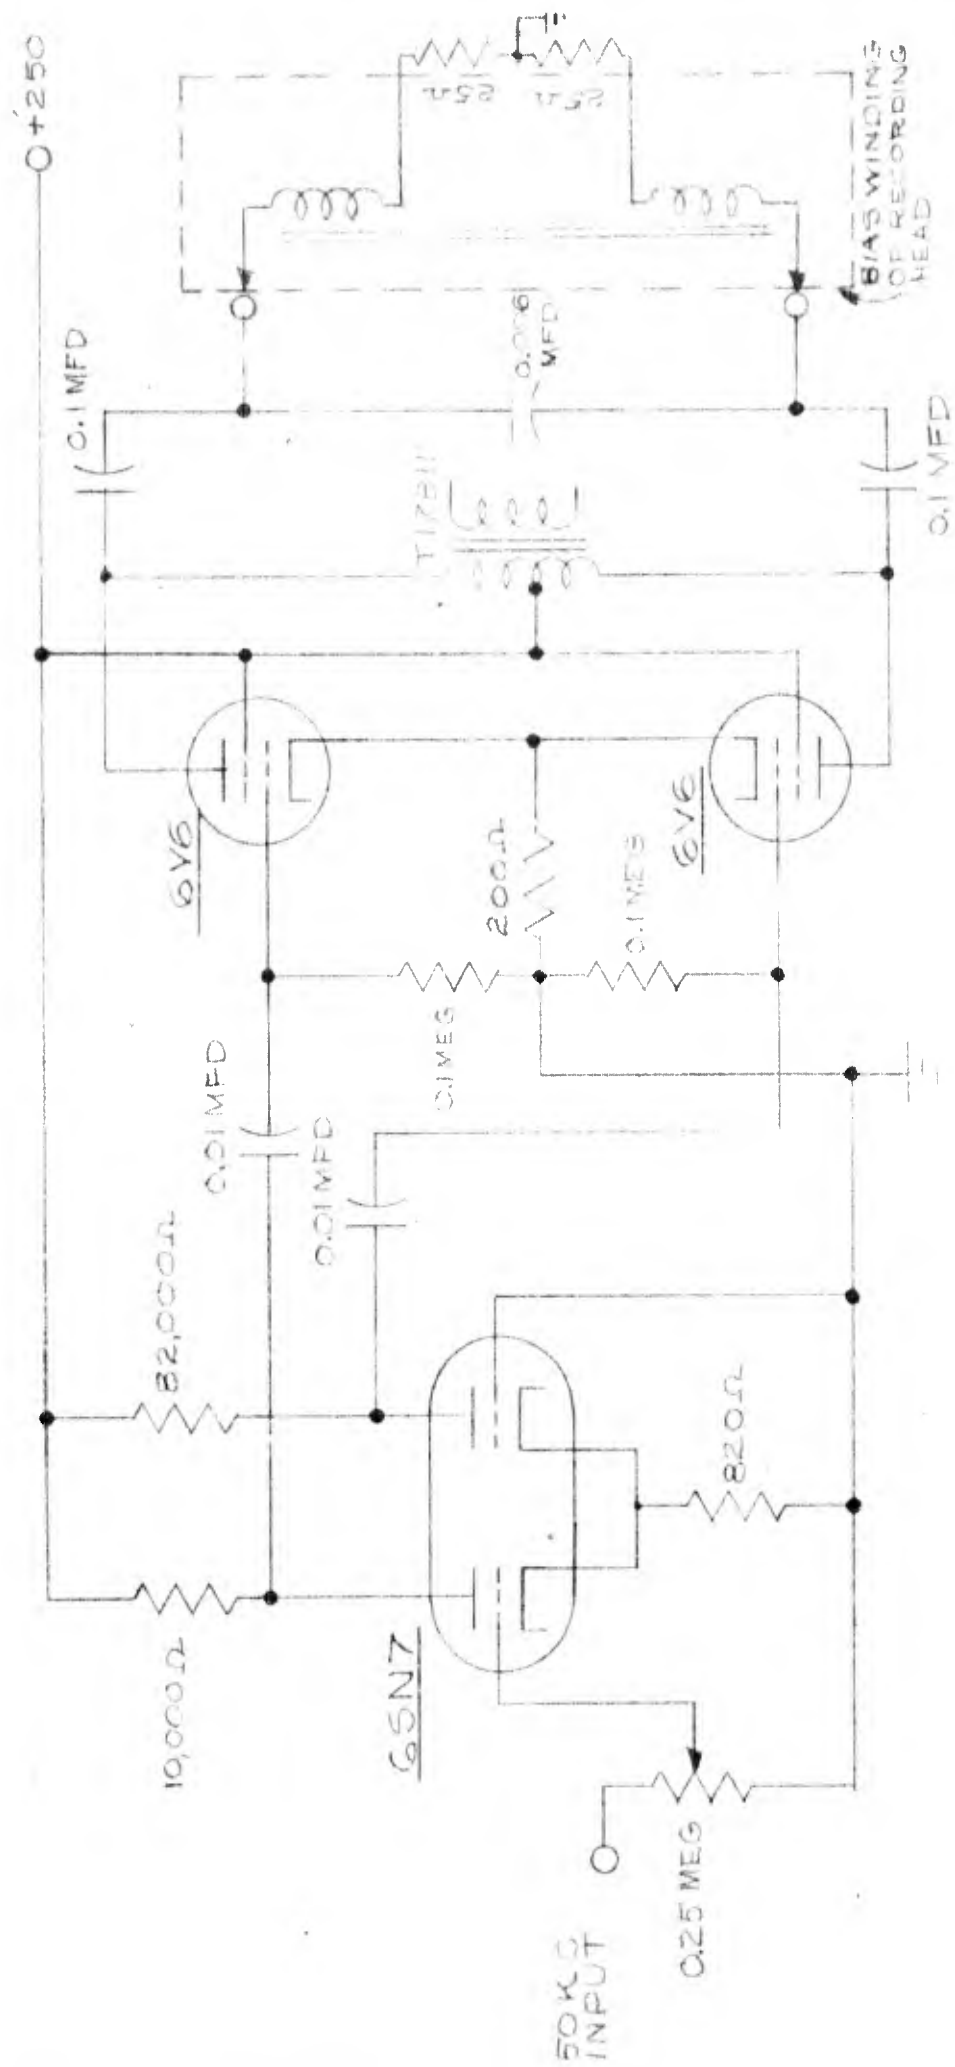 O+250
0.1 MFD
10,000Ω
82,000Ω
0.01 MFD
0.01 MFD
6V6
T17B11
0.006
MFD
25Ω
25Ω
6SN7
0.1 MEG
200Ω
0.1 MEG
6V6
820Ω
50 KC
INPUT
0.25 MEG
0.1 MFD
BIAS WINDING
OF RECORDING
HEAD